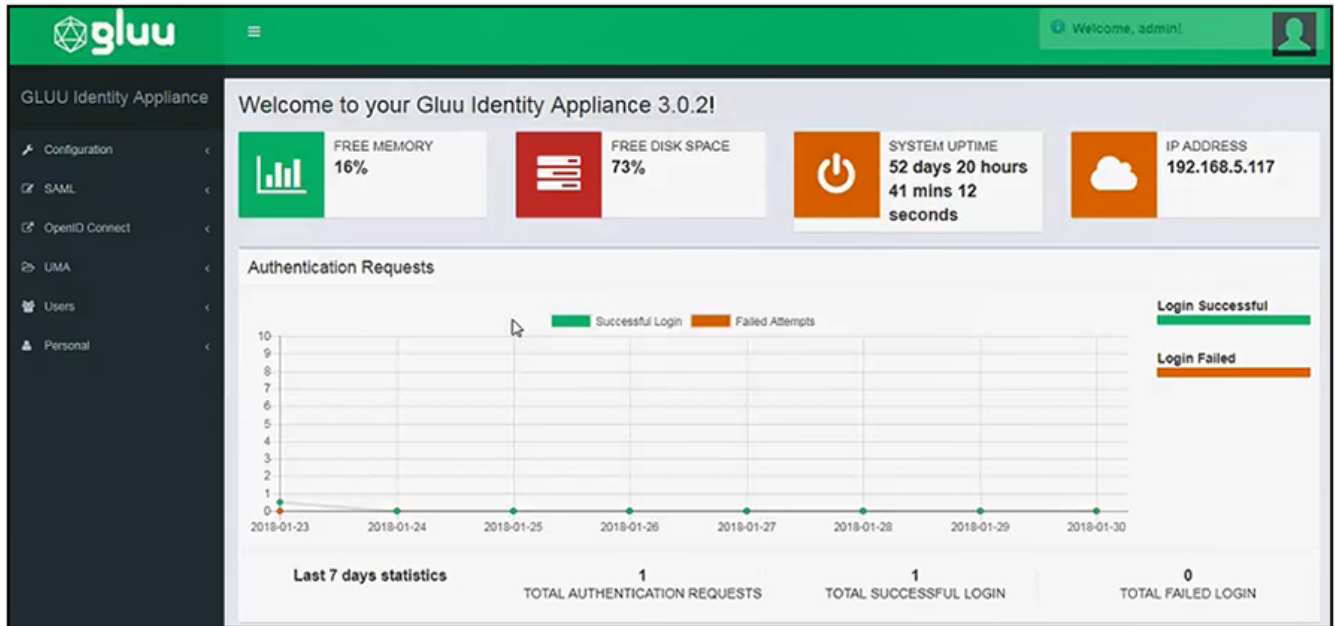 gluu
Welcome, admin!
GLUU Identity Appliance
Configuration
SAML
OpenID Connect
UMA
Users
Personal
Welcome to your Gluu Identity Appliance 3.0.2!
FREE MEMORY
16%
FREE DISK SPACE
73%
SYSTEM UPTIME
52 days 20 hours
41 mins 12
seconds
IP ADDRESS
192.168.5.117
Authentication Requests
Successful Login Failed Attempts
Login Successful
Login Failed
10
9
8
7
6
5
4
3
2
1
0
2018-01-23 2018-01-24 2018-01-25 2018-01-26 2018-01-27 2018-01-28 2018-01-29 2018-01-30
Last 7 days statistics
1
TOTAL AUTHENTICATION REQUESTS
1
TOTAL SUCCESSFUL LOGIN
0
TOTAL FAILED LOGIN